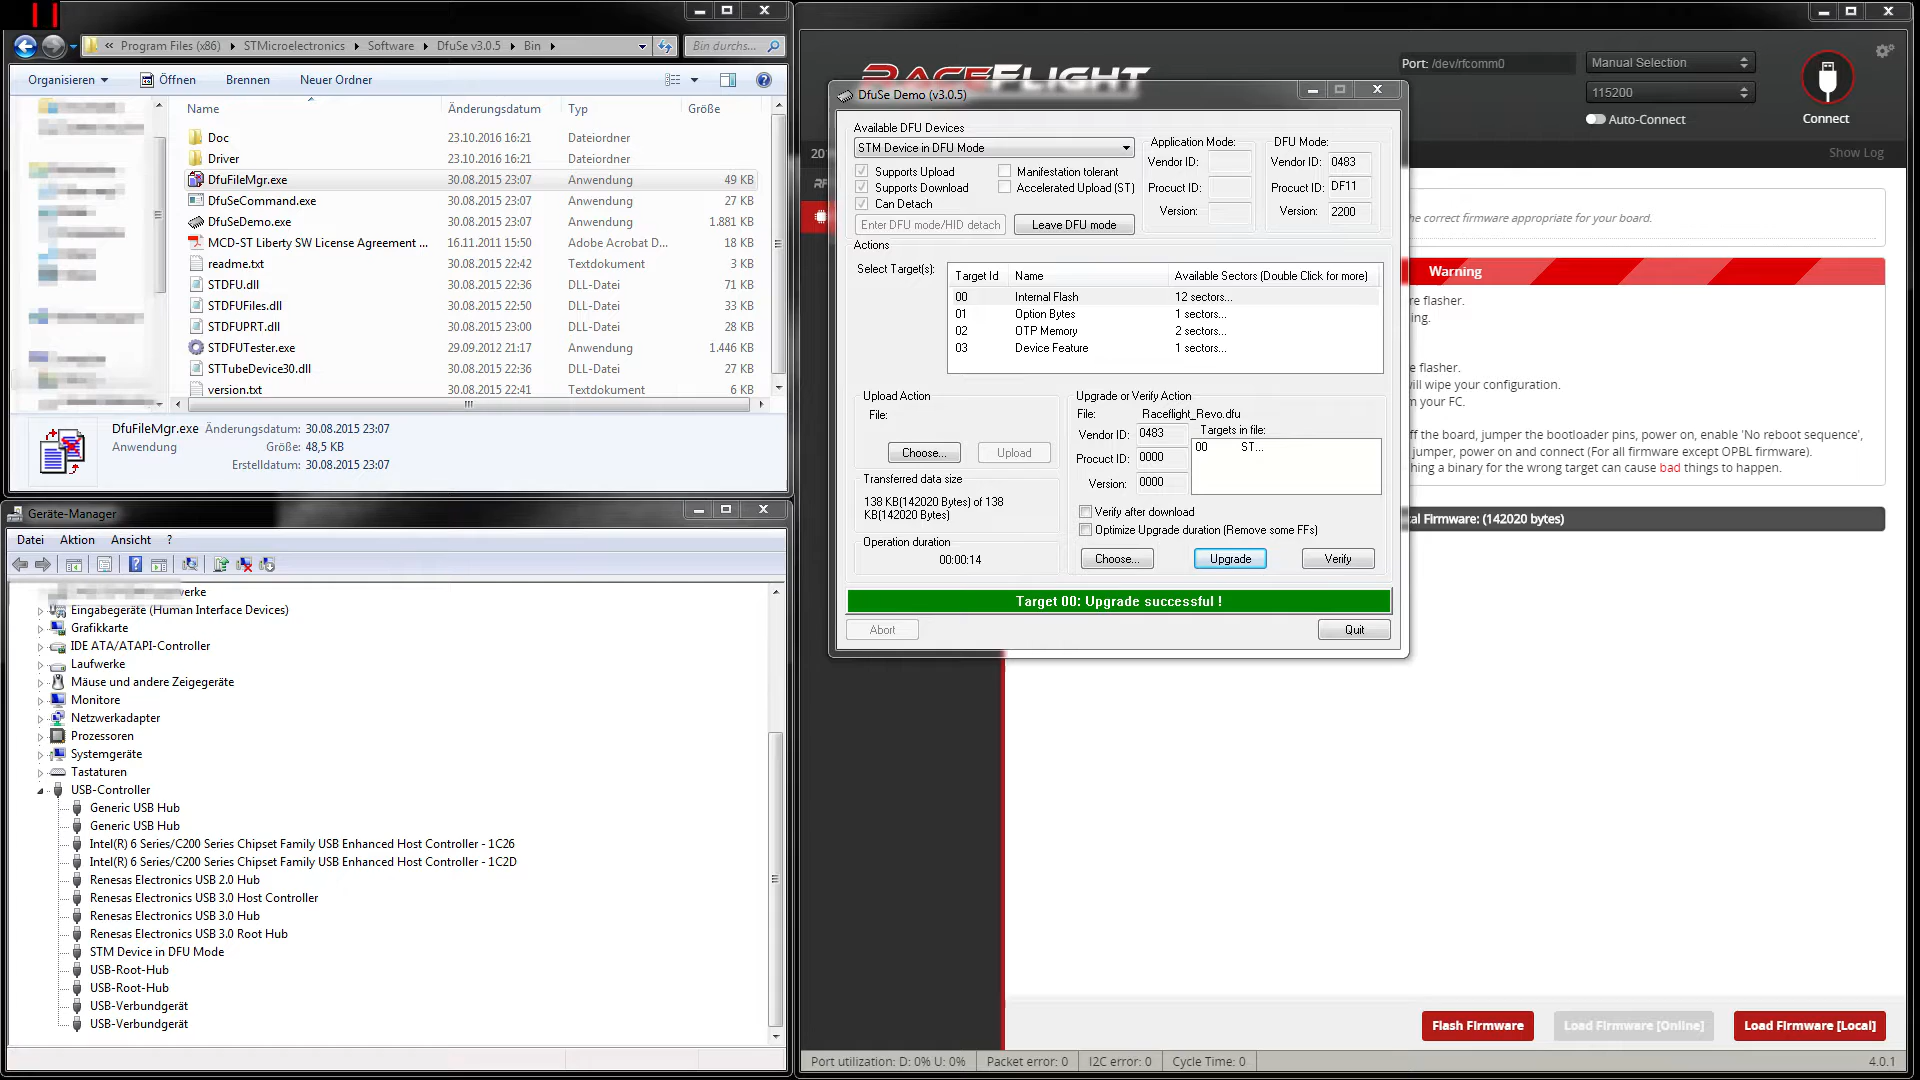 « Program Files (x86) ▸ STMicroelectronics ▸ Software ▸ DfuSe v3.0.5 ▸ Bin ▸
Bin durchs...
Organisieren Öffnen Brennen Neuer Ordner
Name Änderungsdatum Typ Größe
Doc 23.10.2016 16:21 Dateiordner
Driver 23.10.2016 16:21 Dateiordner
DfuFileMgr.exe 30.08.2015 23:07 Anwendung 49 KB
DfuSeCommand.exe 30.08.2015 23:07 Anwendung 27 KB
DfuSeDemo.exe 30.08.2015 23:07 Anwendung 1.881 KB
MCD-ST Liberty SW License Agreement ... 16.11.2011 15:50 Adobe Acrobat D... 18 KB
readme.txt 30.08.2015 22:42 Textdokument 3 KB
STDFU.dll 30.08.2015 22:36 DLL-Datei 71 KB
STDFUFiles.dll 30.08.2015 22:50 DLL-Datei 33 KB
STDFUPRT.dll 30.08.2015 23:00 DLL-Datei 28 KB
STDFUTester.exe 29.09.2012 21:17 Anwendung 1.446 KB
STTubeDevice30.dll 30.08.2015 22:36 DLL-Datei 27 KB
version.txt 30.08.2015 22:41 Textdokument 6 KB
DfuFileMgr.exe Änderungsdatum: 30.08.2015 23:07
Anwendung Größe: 48,5 KB
Erstelldatum: 30.08.2015 23:07
Geräte-Manager
Datei Aktion Ansicht ?
werke
Eingabegeräte (Human Interface Devices)
Grafikkarte
IDE ATA/ATAPI-Controller
Laufwerke
Mäuse und andere Zeigegeräte
Monitore
Netzwerkadapter
Prozessoren
Systemgeräte
Tastaturen
USB-Controller
Generic USB Hub
Generic USB Hub
Intel(R) 6 Series/C200 Series Chipset Family USB Enhanced Host Controller - 1C26
Intel(R) 6 Series/C200 Series Chipset Family USB Enhanced Host Controller - 1C2D
Renesas Electronics USB 2.0 Hub
Renesas Electronics USB 3.0 Host Controller
Renesas Electronics USB 3.0 Hub
Renesas Electronics USB 3.0 Root Hub
STM Device in DFU Mode
USB-Root-Hub
USB-Root-Hub
USB-Verbundgerät
USB-Verbundgerät
RACEFLIGHT
Port: /dev/rfcomm0
Manual Selection
115200
Auto-Connect
Connect
Show Log
DfuSe Demo (v3.0.5)
Available DFU Devices
STM Device in DFU Mode
Supports Upload Manifestation tolerant
Supports Download Accelerated Upload (ST)
Can Detach
Enter DFU mode/HID detach Leave DFU mode
Application Mode:
Vendor ID:
Procuct ID:
Version:
DFU Mode:
Vendor ID: 0483
Procuct ID: DF11
Version: 2200
Actions
Select Target(s):
Target Id Name Available Sectors (Double Click for more)
00 Internal Flash 12 sectors...
01 Option Bytes 1 sectors...
02 OTP Memory 2 sectors...
03 Device Feature 1 sectors...
Upload Action
File:
Choose... Upload
Transferred data size
138 KB(142020 Bytes) of 138
KB(142020 Bytes)
Operation duration
00:00:14
Upgrade or Verify Action
File: Raceflight_Revo.dfu
Vendor ID: 0483
Procuct ID: 0000
Version: 0000
Targets in file:
00 ST...
Verify after download
Optimize Upgrade duration (Remove some FFs)
Choose... Upgrade Verify
Target 00: Upgrade successful !
Abort Quit
201
RF
he correct firmware appropriate for your board.
Warning
re flasher.
ng.
e flasher.
vill wipe your configuration.
m your FC.
ff the board, jumper the bootloader pins, power on, enable 'No reboot sequence',
jumper, power on and connect (For all firmware except OPBL firmware).
hing a binary for the wrong target can cause bad things to happen.
al Firmware: (142020 bytes)
Flash Firmware Load Firmware [Online] Load Firmware [Local]
Port utilization: D: 0% U: 0% Packet error: 0 I2C error: 0 Cycle Time: 0 4.0.1